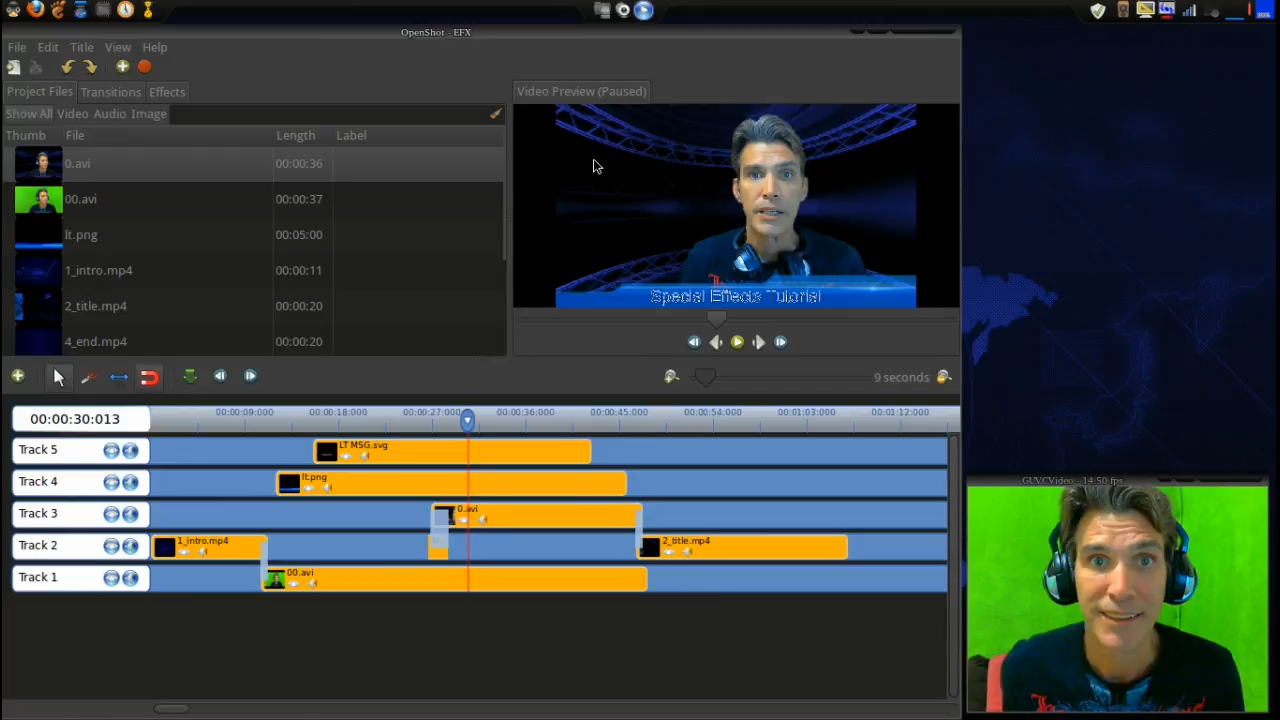 OpenShot - EFX
File Edit Title View Help
Project Files Transitions Effects
Show All Video Audio Image
Thumb File Length Label
0.avi 00:00:36
00.avi 00:00:37
lt.png 00:05:00
1_intro.mp4 00:00:11
2_title.mp4 00:00:20
4_end.mp4 00:00:20
Video Preview (Paused)
Special Effects Tutorial
9 seconds
00:00:30:013
00:00:09:000 00:00:18:000 00:00:27:000 00:00:36:000 00:00:45:000 00:00:54:000 00:01:03:000 00:01:12:000
Track 5 LT MSG.svg
Track 4 lt.png
Track 3 0.avi
Track 2 1_intro.mp4 2_title.mp4
Track 1 00.avi
GUVCVideo - 14:50 fps